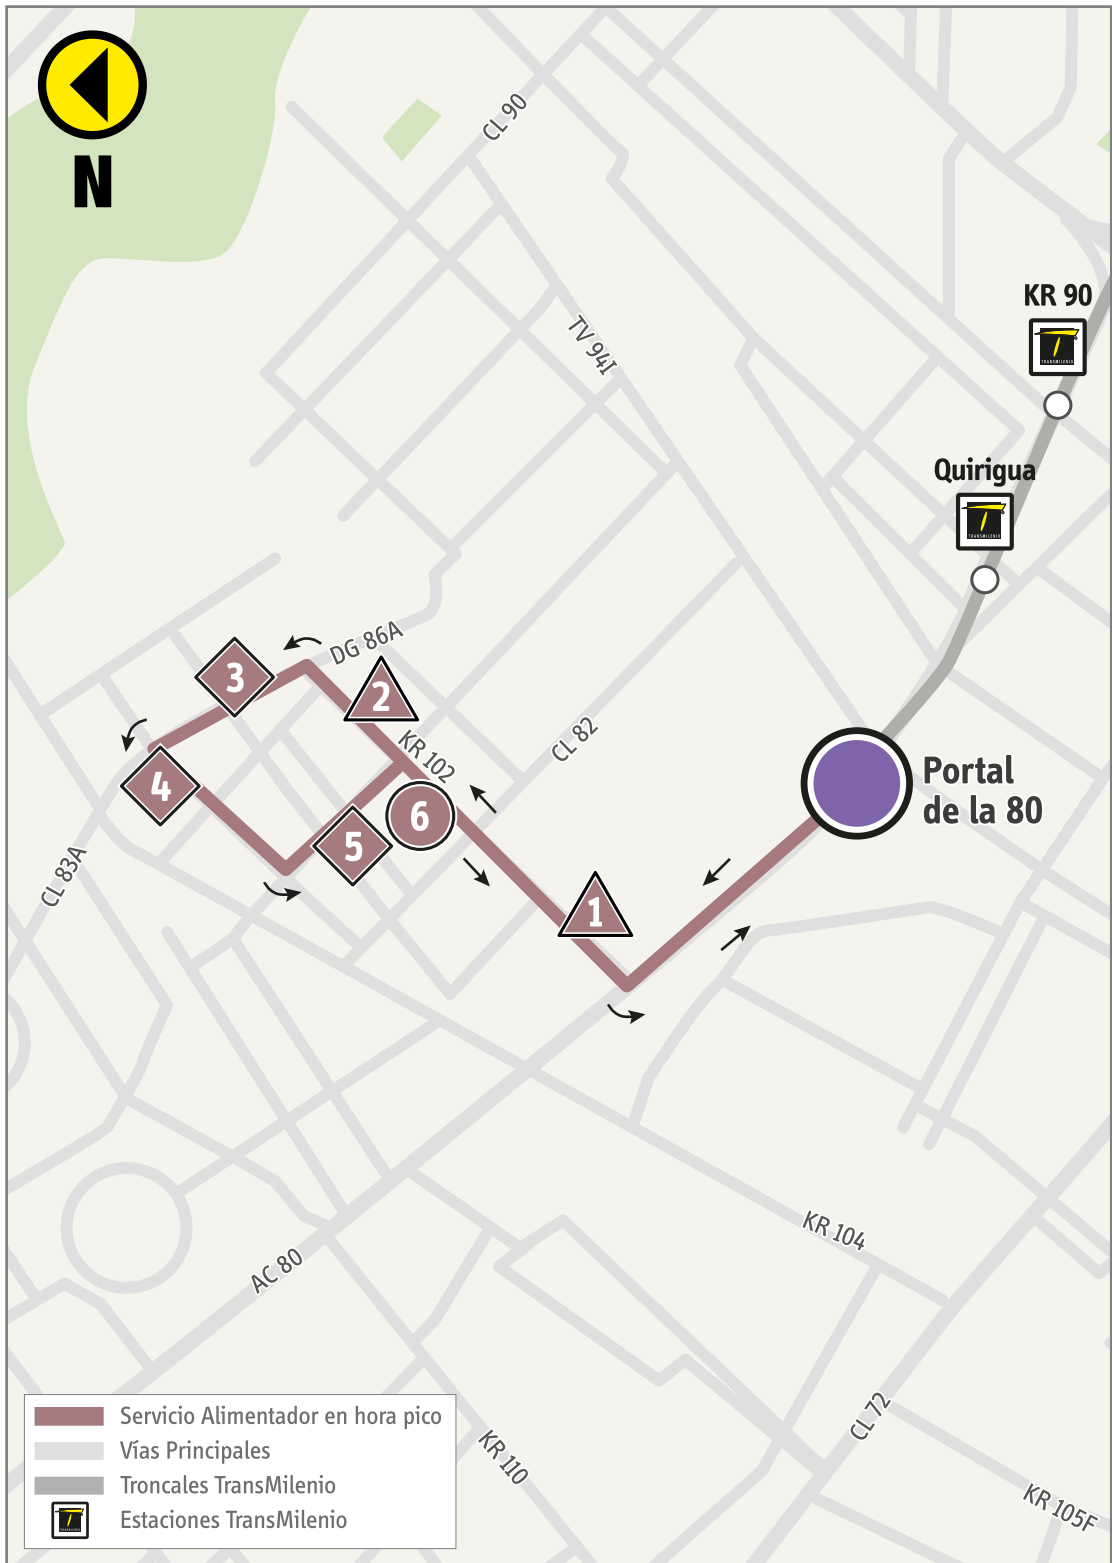 N
CL 90
KR 90
TRANSMILENIO
TV 94I
Quirigua
TRANSMILENIO
DG 86A
3
2
KR 102
CL 82
4
Portal
de la 80
6
5
CL 83A
1
KR 104
AC 80
CL 72
KR 110
KR 105F
Servicio Alimentador en hora pico
Vías Principales
Troncales TransMilenio
Estaciones TransMilenio